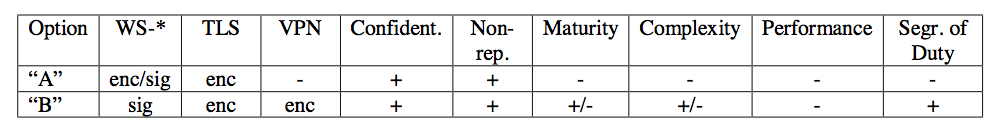 Option WS-* TLS VPN Confident. Non-rep. Maturity Complexity Performance Segr. of Duty
“A” enc/sig enc - + + - - - -
“B” sig enc enc + + +/- +/- - +